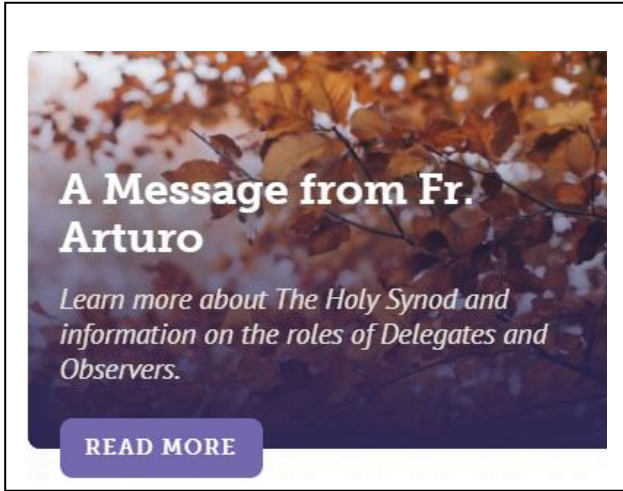 A Message from Fr.
Arturo
Learn more about The Holy Synod and
information on the roles of Delegates and
Observers.
READ MORE